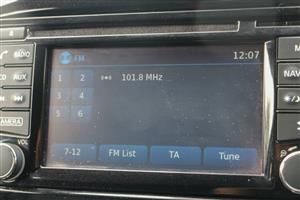 FM
12:07
RADIO
CD
AUX
CAMERA
VOL
NAVI
1 2
3 4
5 6
101.8 MHz
7-12
FM List
TA
Tune